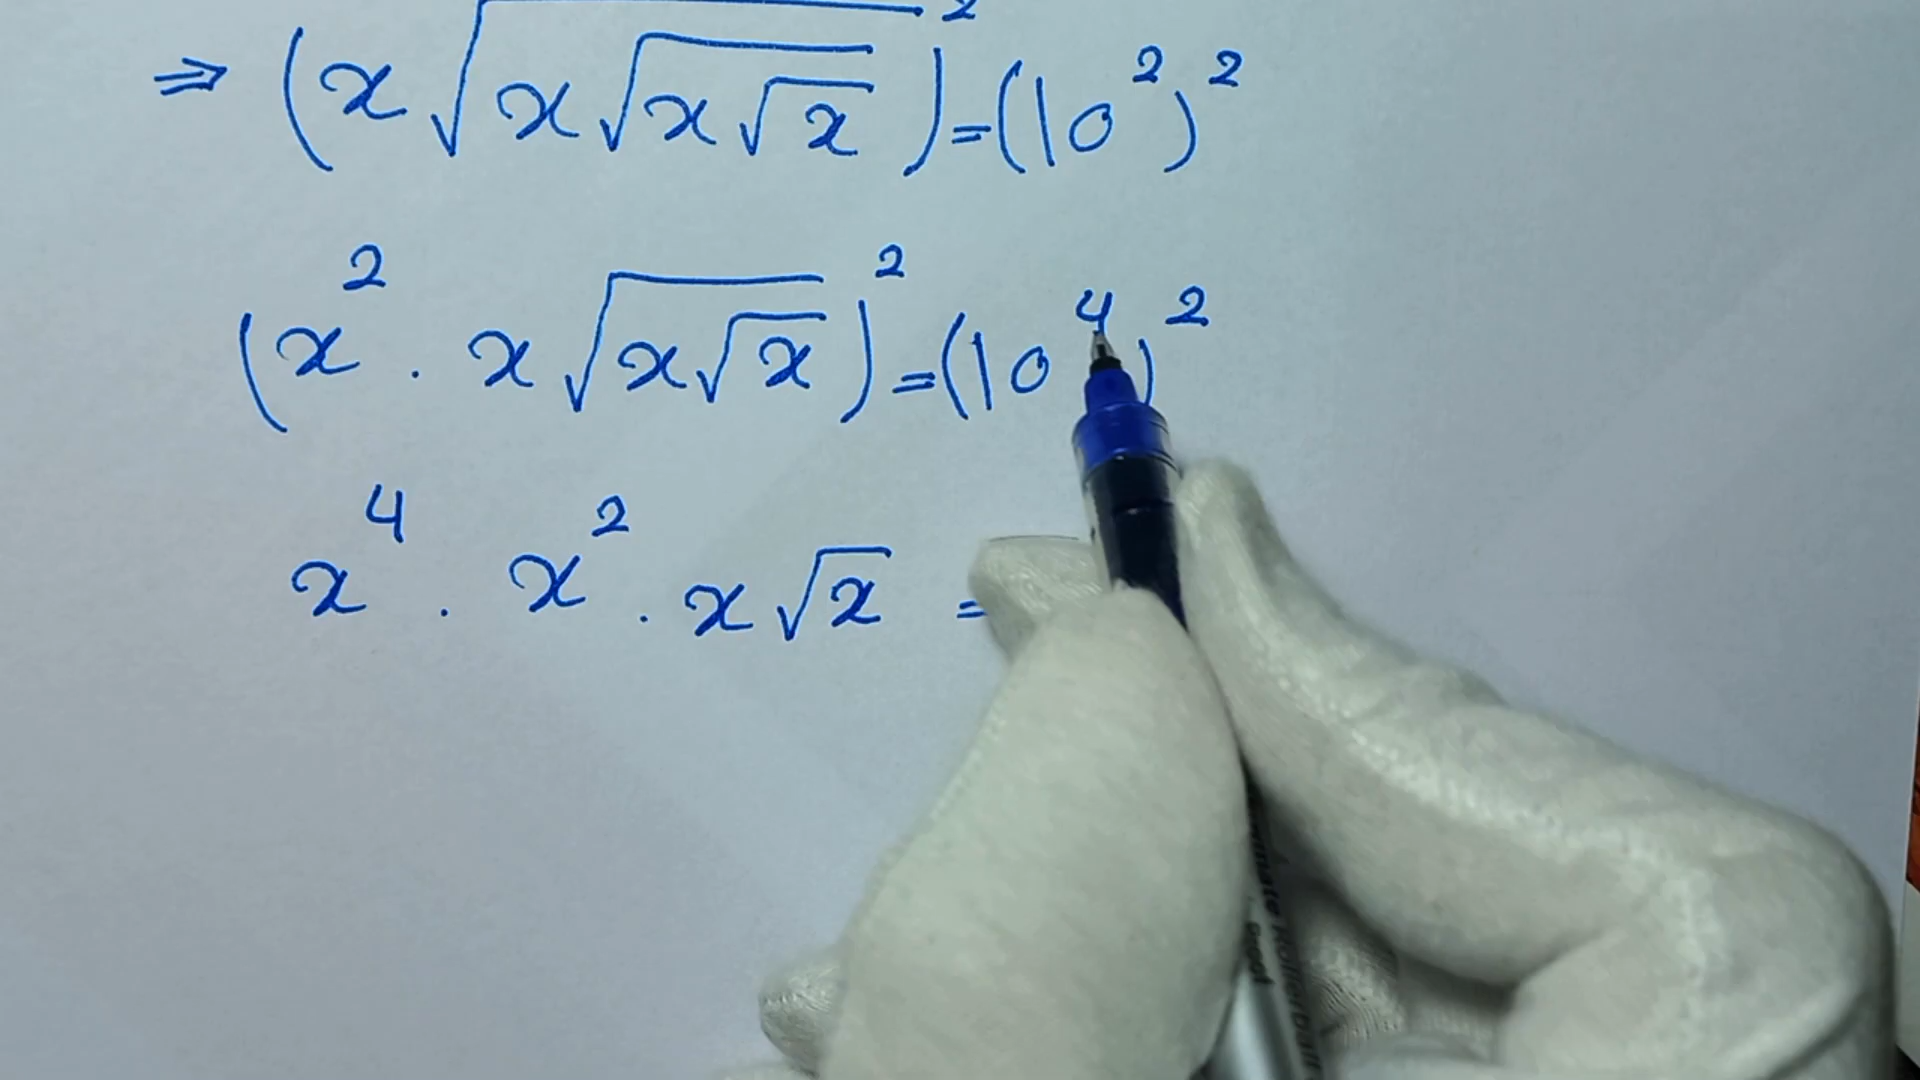 ⇒ (x√(x√(x√x)))² = (10²)²
(x² . x√(x√x))² = (10⁴)²
x⁴ . x² . x√x =